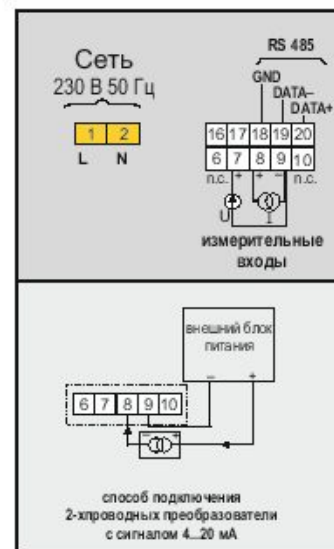 Сеть
230 В 50 Гц
1 2
L N
RS 485
GND
DATA–
DATA+
16 17 18 19 20
6 7 8 9 10
n.c. + + – n.c.
U I
измерительные
входы
внешний блок
питания
– +
6 7 8 9 10
– +
способ подключения
2-хпроводных преобразователи
с сигналом 4...20 мА